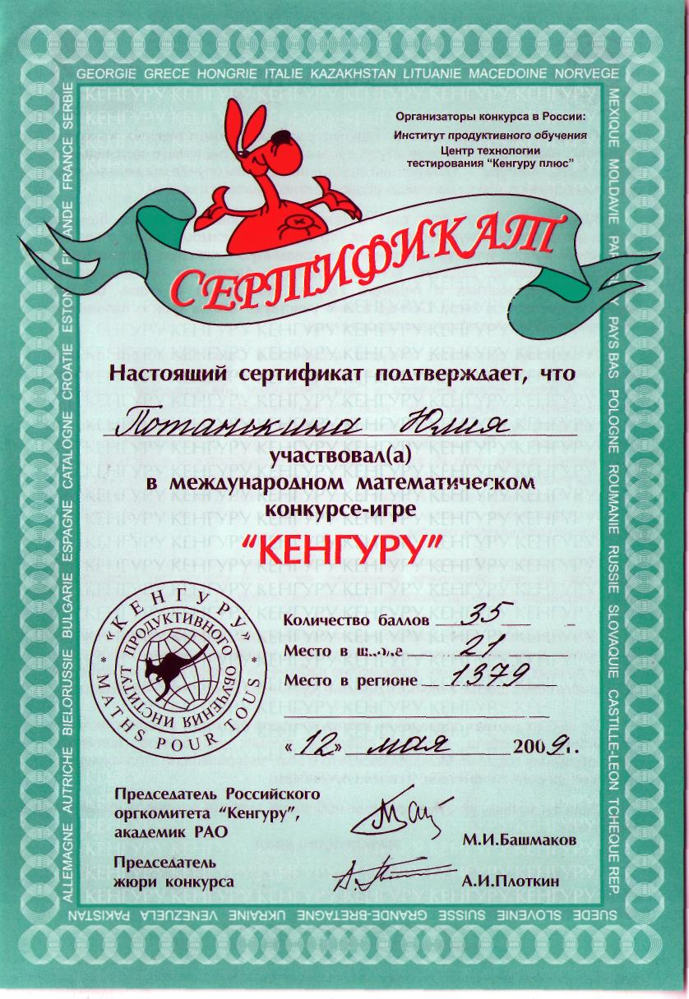 GEORGIE GRECE HONGRIE ITALIE KAZAKHSTAN LITUANIE MACEDOINE NORVEGE
Организаторы конкурса в России:
Институт продуктивного обучения
Центр технологии
тестирования “Кенгуру плюс”
СЕРТИФИКАТ
Настоящий сертификат подтверждает, что
Потанькина Юлия
участвовал(а)
в международном математическом
конкурсе-игре
“КЕНГУРУ”
Количество баллов 35
Место в школе 21
Место в регионе 1379
«12» мая 2009г.
«КЕНГУРУ»
ИНСТИТУТ ПРОДУКТИВНОГО ОБУЧЕНИЯ
* MATHS POUR TOUS *
Председатель Российского
оргкомитета “Кенгуру”,
академик РАО
М.И.Башмаков
Председатель
жюри конкурса
А.И.Плоткин
ALLEMAGNE AUTRICHE BIELORUSSIE BULGARIE ESPAGNE CATALOGNE CROATIE FRANCE SERBIE
MEXIQUE MOLDAVIE PAYS BAS POLOGNE ROUMANIE RUSSIE SLOVAQUIE CASTILLE-LEON TCHEQUE REP.
SUEDE SLOVENIE SUISSE GRANDE-BRETAGNE UKRAINE VENEZUELA PAKISTAN